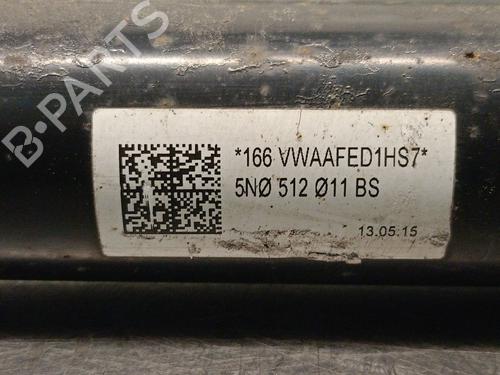 B-PARTS
*166 VWAAFED1HS7*
5NØ 512 Ø11 BS
13.05.15